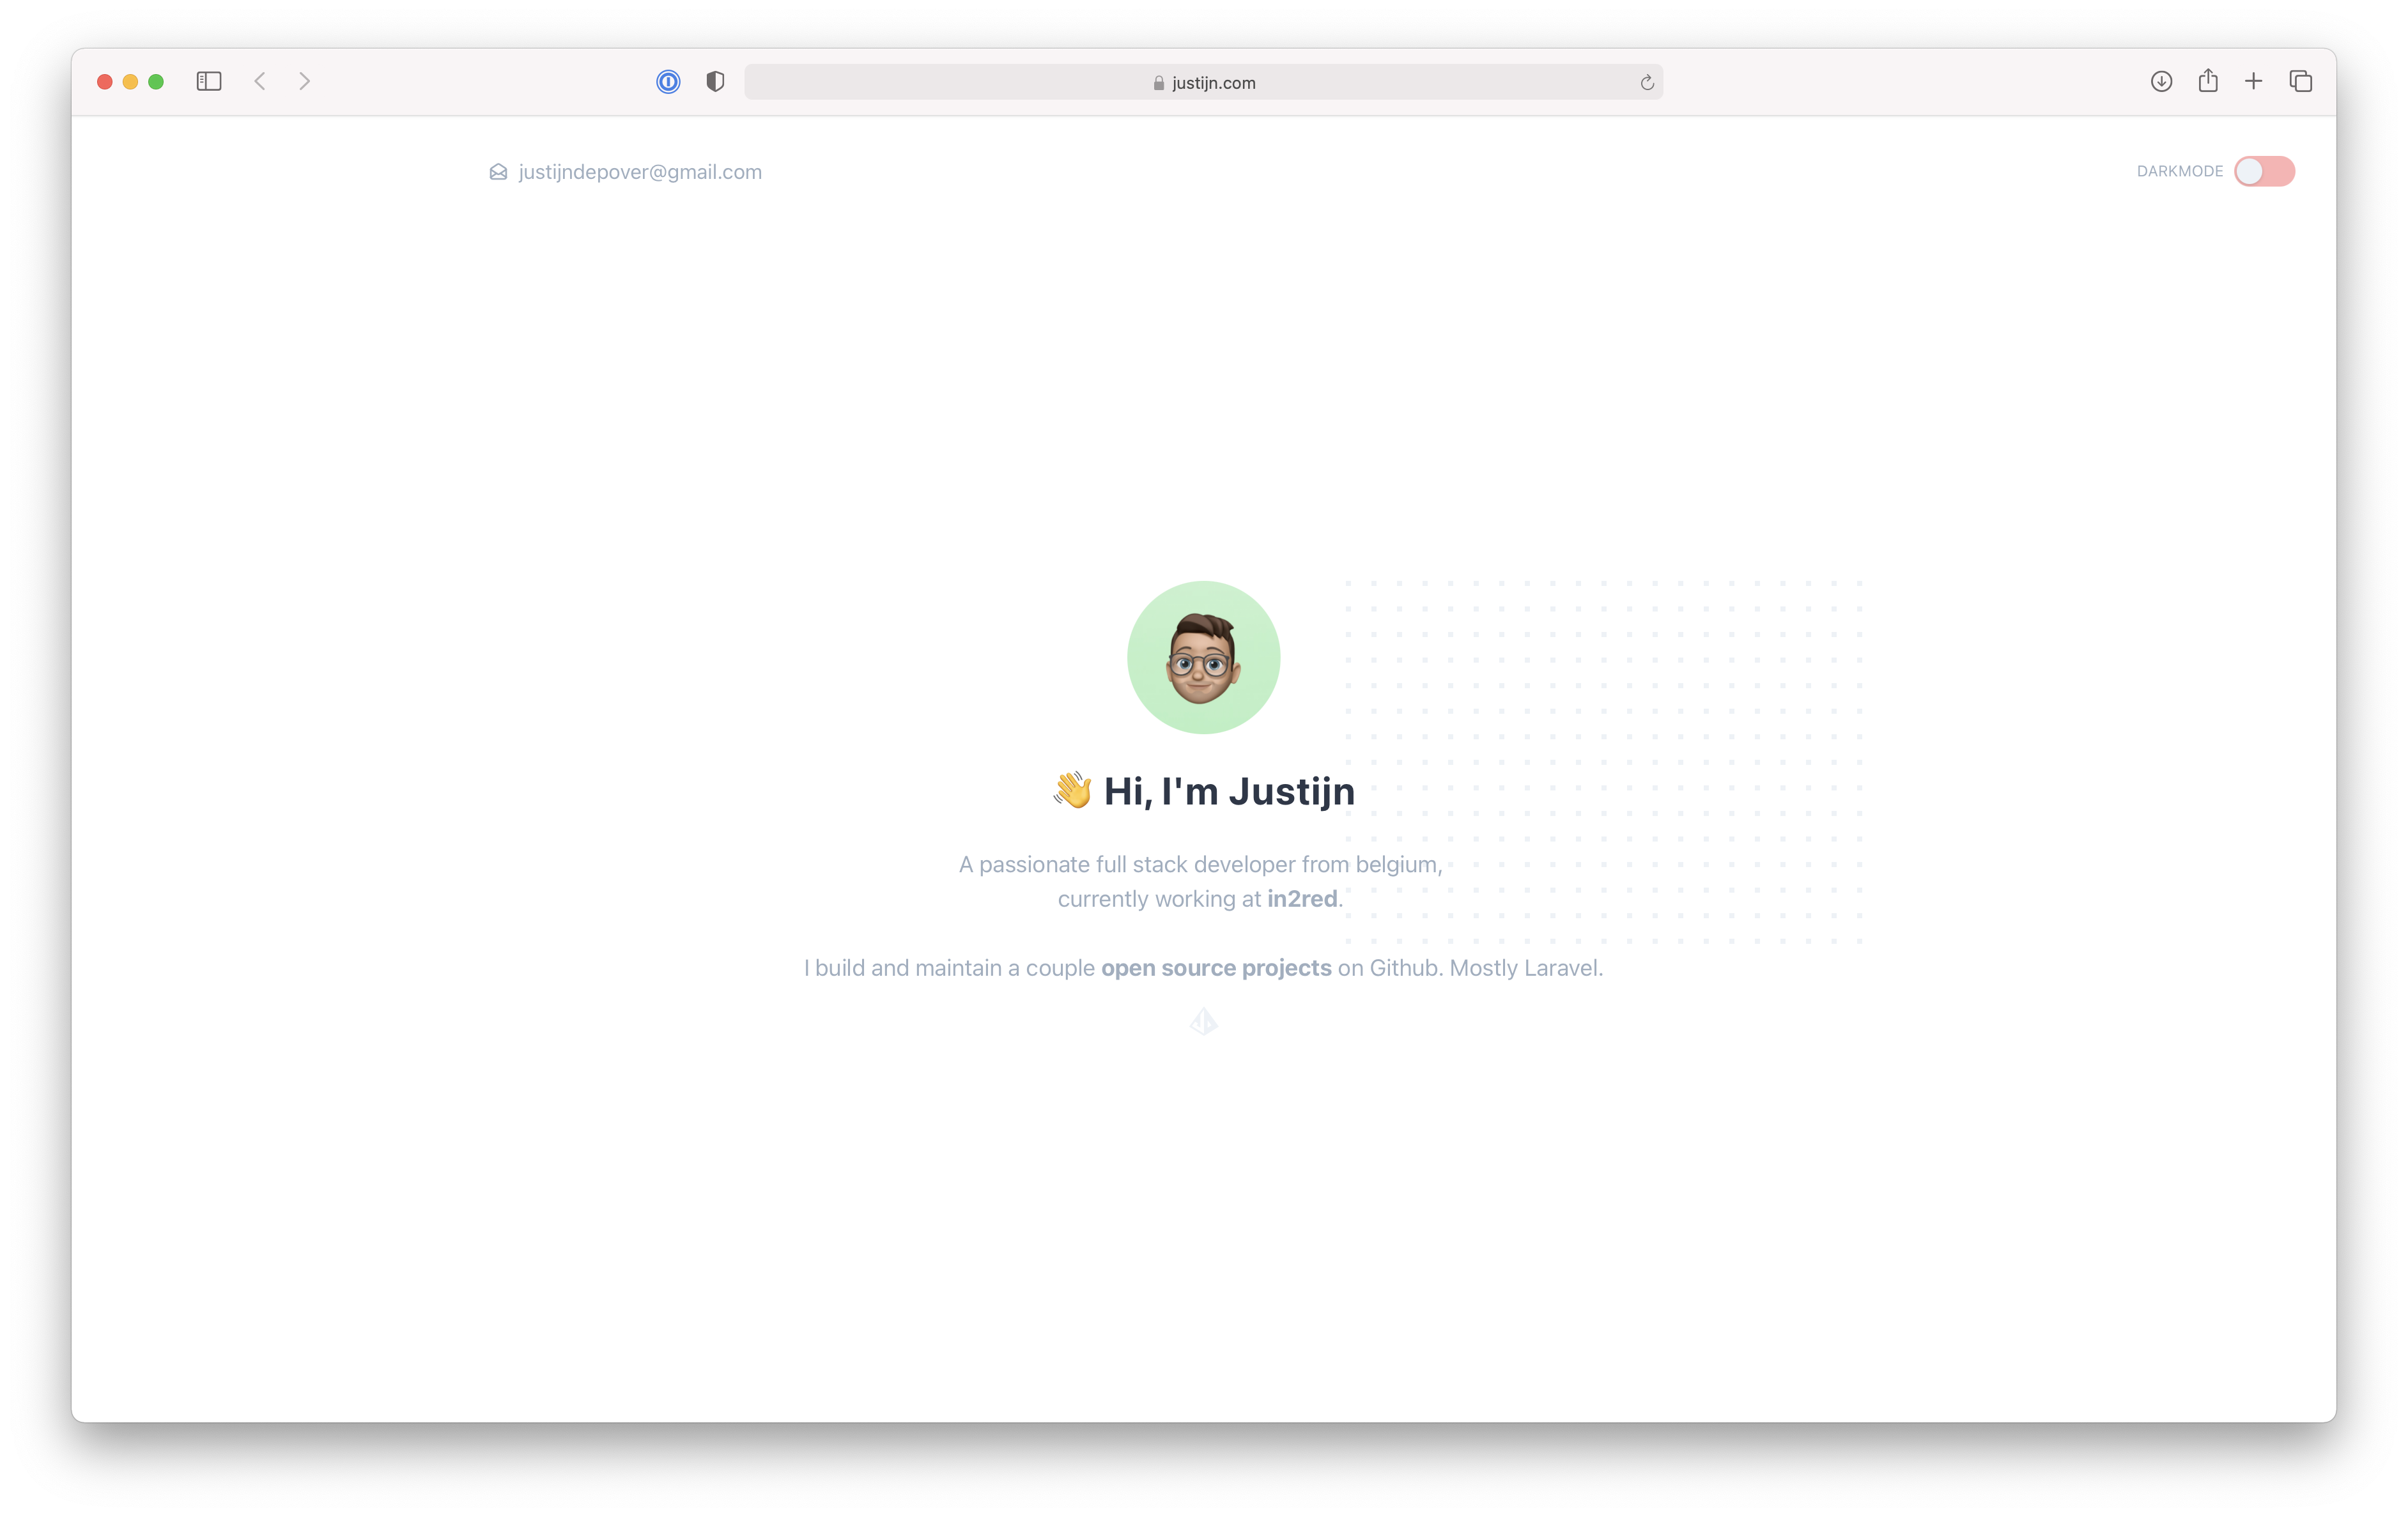 justijn.com
justijndepover@gmail.com
DARKMODE
👋 Hi, I'm Justijn
A passionate full stack developer from belgium,
currently working at in2red.
I build and maintain a couple open source projects on Github. Mostly Laravel.